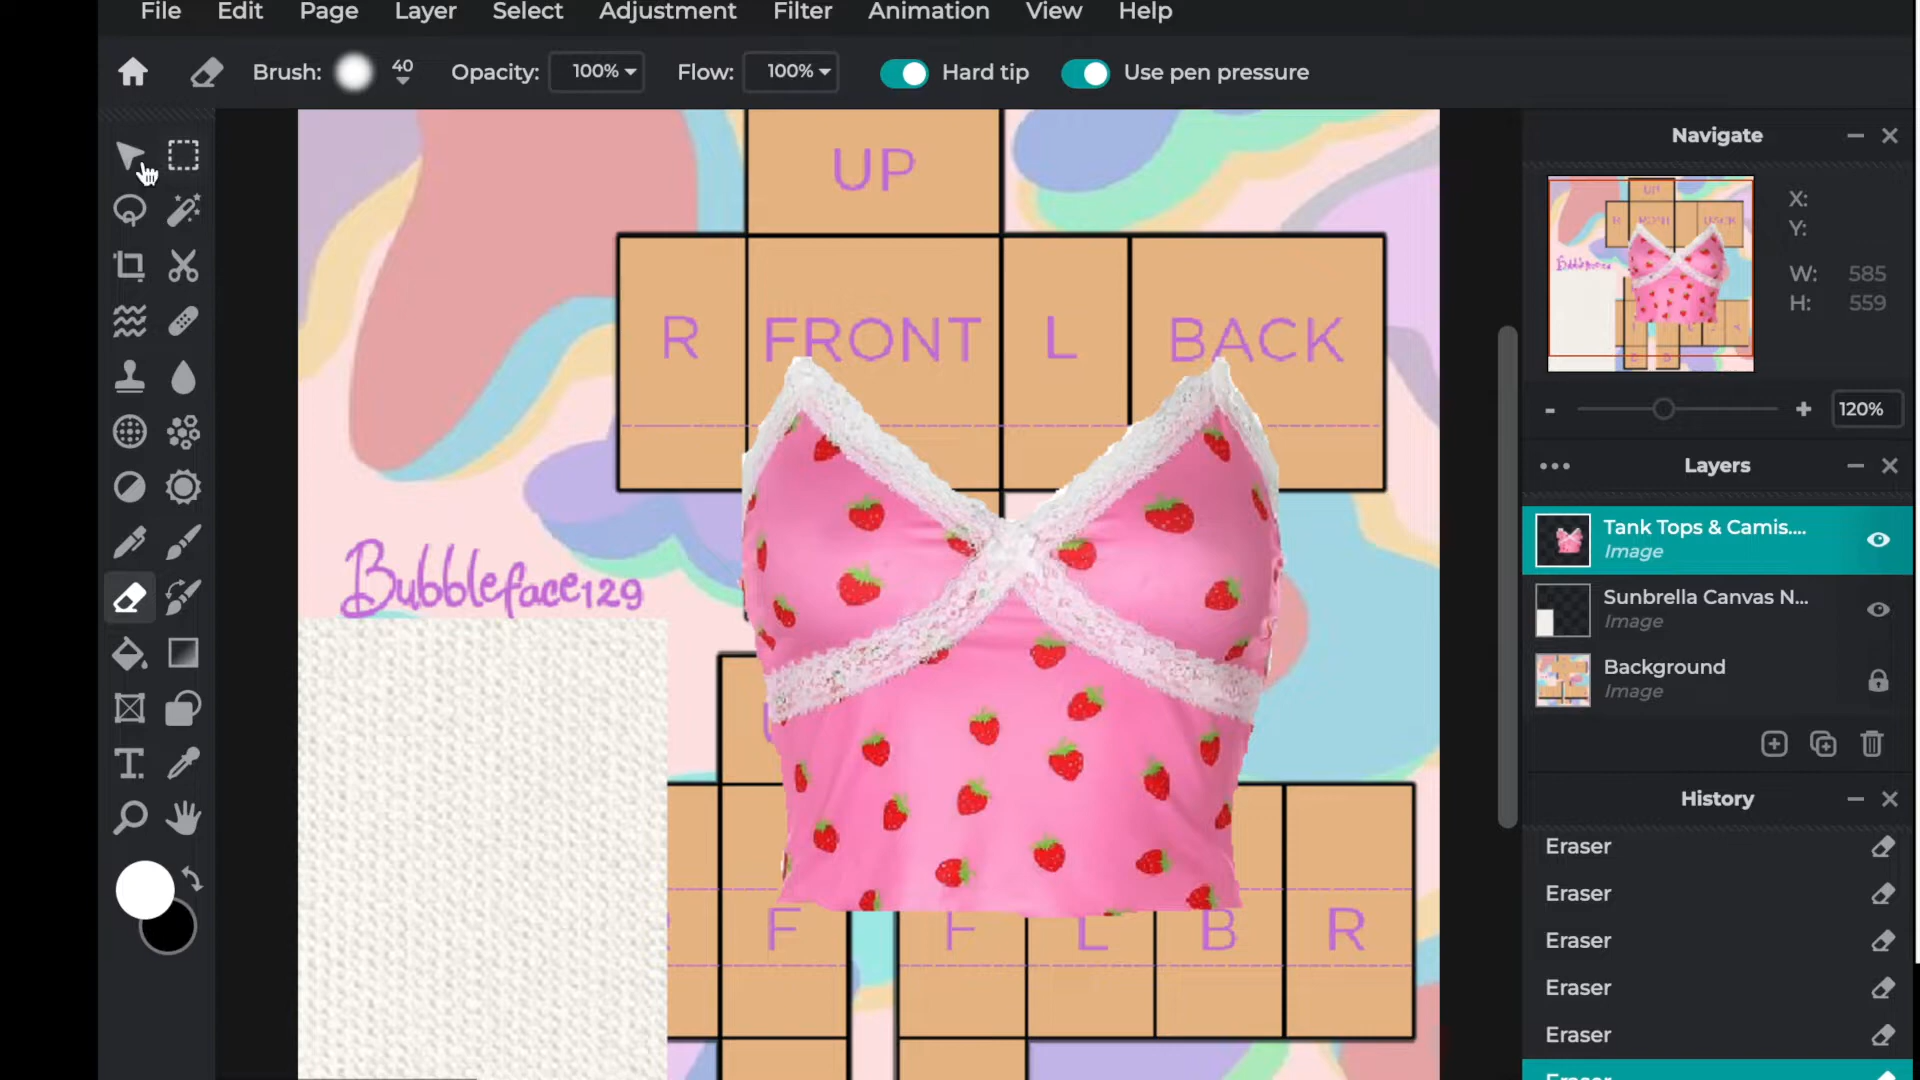 File Edit Page Layer Select Adjustment Filter Animation View Help
Brush: 40 Opacity: 100% Flow: 100% Hard tip Use pen pressure
Navigate
X:
Y:
W: 585
H: 559
- + 120%
UP
R FRONT L BACK
Bubbleface129
F F L B R
Layers
Tank Tops & Camis....
Image
Sunbrella Canvas N...
Image
Background
Image
History
Eraser
Eraser
Eraser
Eraser
Eraser
T.